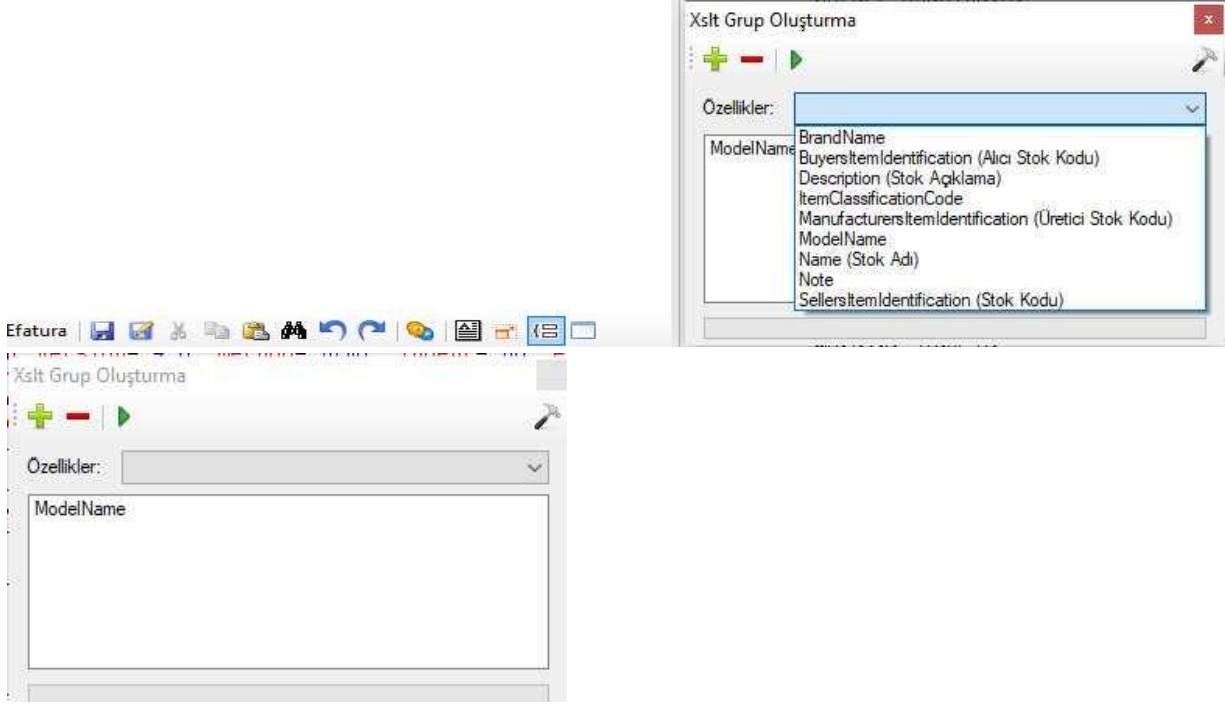 Xslt Grup Oluşturma
Özellikler:
ModelName
BrandName
BuyersItemIdentification (Alıcı Stok Kodu)
Description (Stok Açıklama)
ItemClassificationCode
ManufacturersItemIdentification (Üretici Stok Kodu)
ModelName
Name (Stok Adı)
Note
SellersItemIdentification (Stok Kodu)
Efatura
Xslt Grup Oluşturma
Özellikler:
ModelName